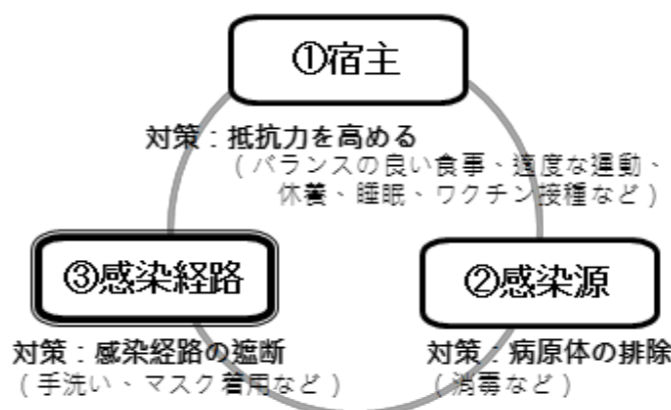 ①宿主
対策：抵抗力を高める
（バランスの良い食事、適度な運動、
休養、睡眠、ワクチン接種など）
③感染経路
②感染源
対策：感染経路の遮断
（手洗い、マスク着用など）
対策：病原体の排除
（消毒など）